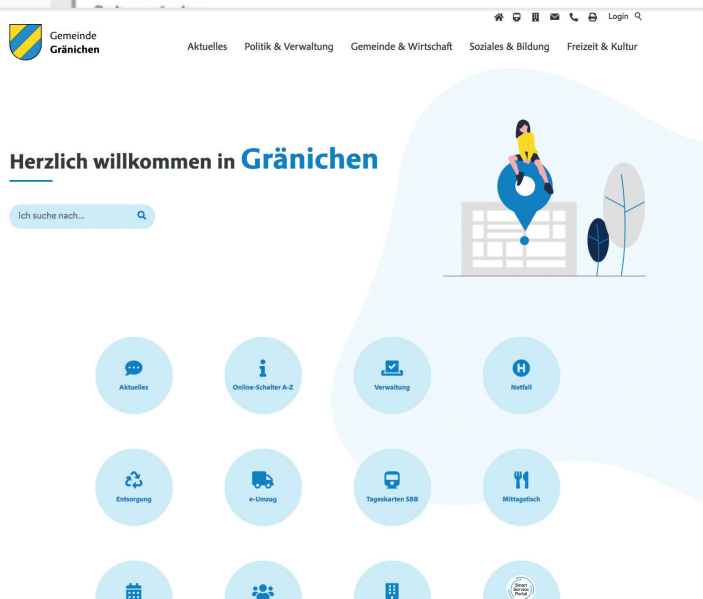 Login
Gemeinde
Gränichen
Aktuelles Politik & Verwaltung Gemeinde & Wirtschaft Soziales & Bildung Freizeit & Kultur
Herzlich willkommen in Gränichen
Ich suche nach...
Aktuelles Online-Schalter A-Z Verwaltung Notfall
H
Entsorgung e-Umzug Tageskarten SBB Mittagstisch
Smart
Service
Portal